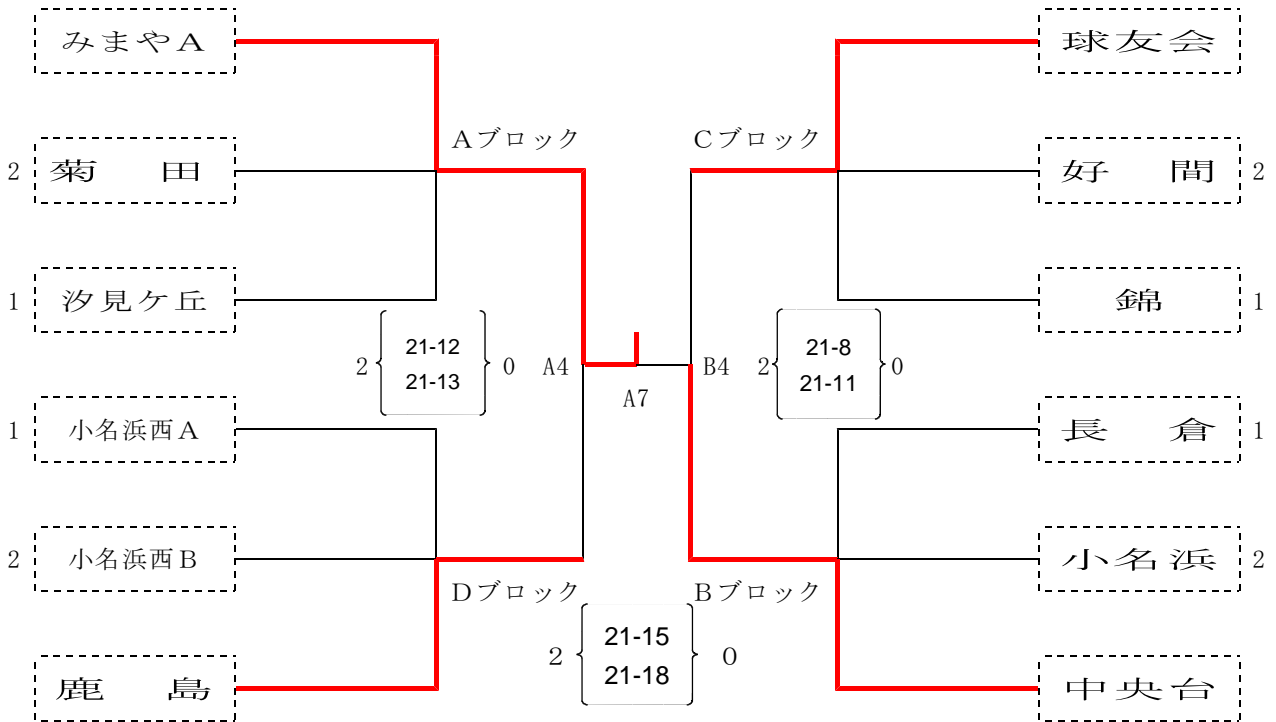 みまやA 球友会
Aブロック Cブロック
2 菊　田 好　間 2
1 汐見ケ丘 錦 1
21-12 21-8
2 0 A4 B4 2 0
21-13 21-11
A7
1 小名浜西A 長　倉 1
2 小名浜西B 小名浜 2
Dブロック Bブロック
21-15
2 0
21-18
鹿　島 中央台